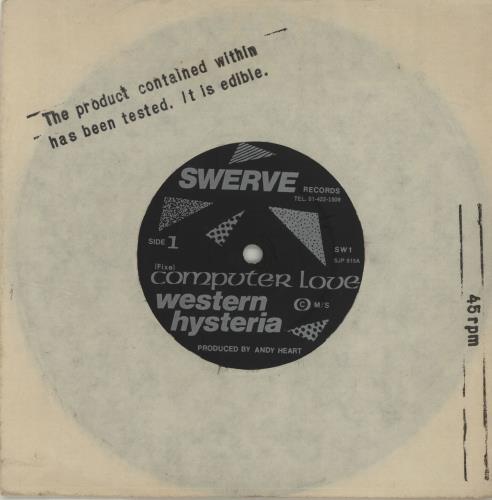 The product contained within
has been tested. It is edible.
SWERVE RECORDS
TEL. 01-422-1509
SIDE 1
SW1
SJP 815A
(Fixe)
computer Love
western
hysteria
© M/S
PRODUCED BY ANDY HEART
45rpm